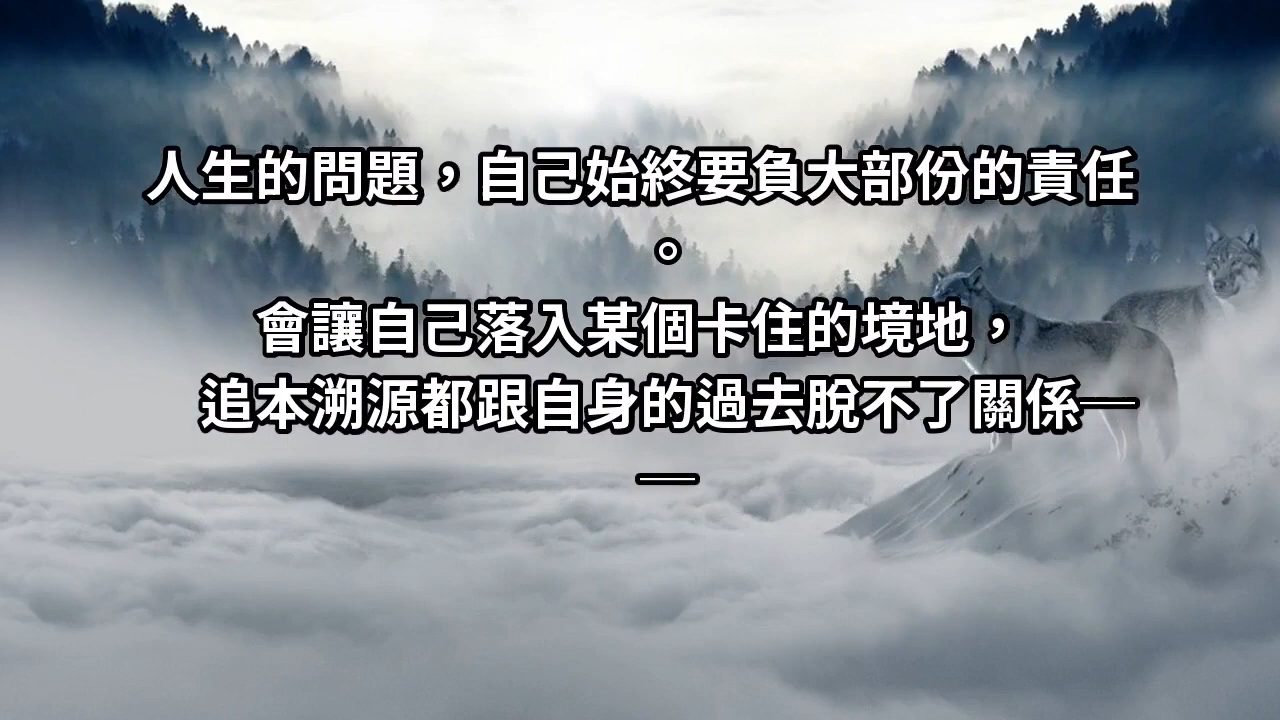 人生的問題，自己始終要負大部份的責任
。
會讓自己落入某個卡住的境地，
追本溯源都跟自身的過去脫不了關係─
─